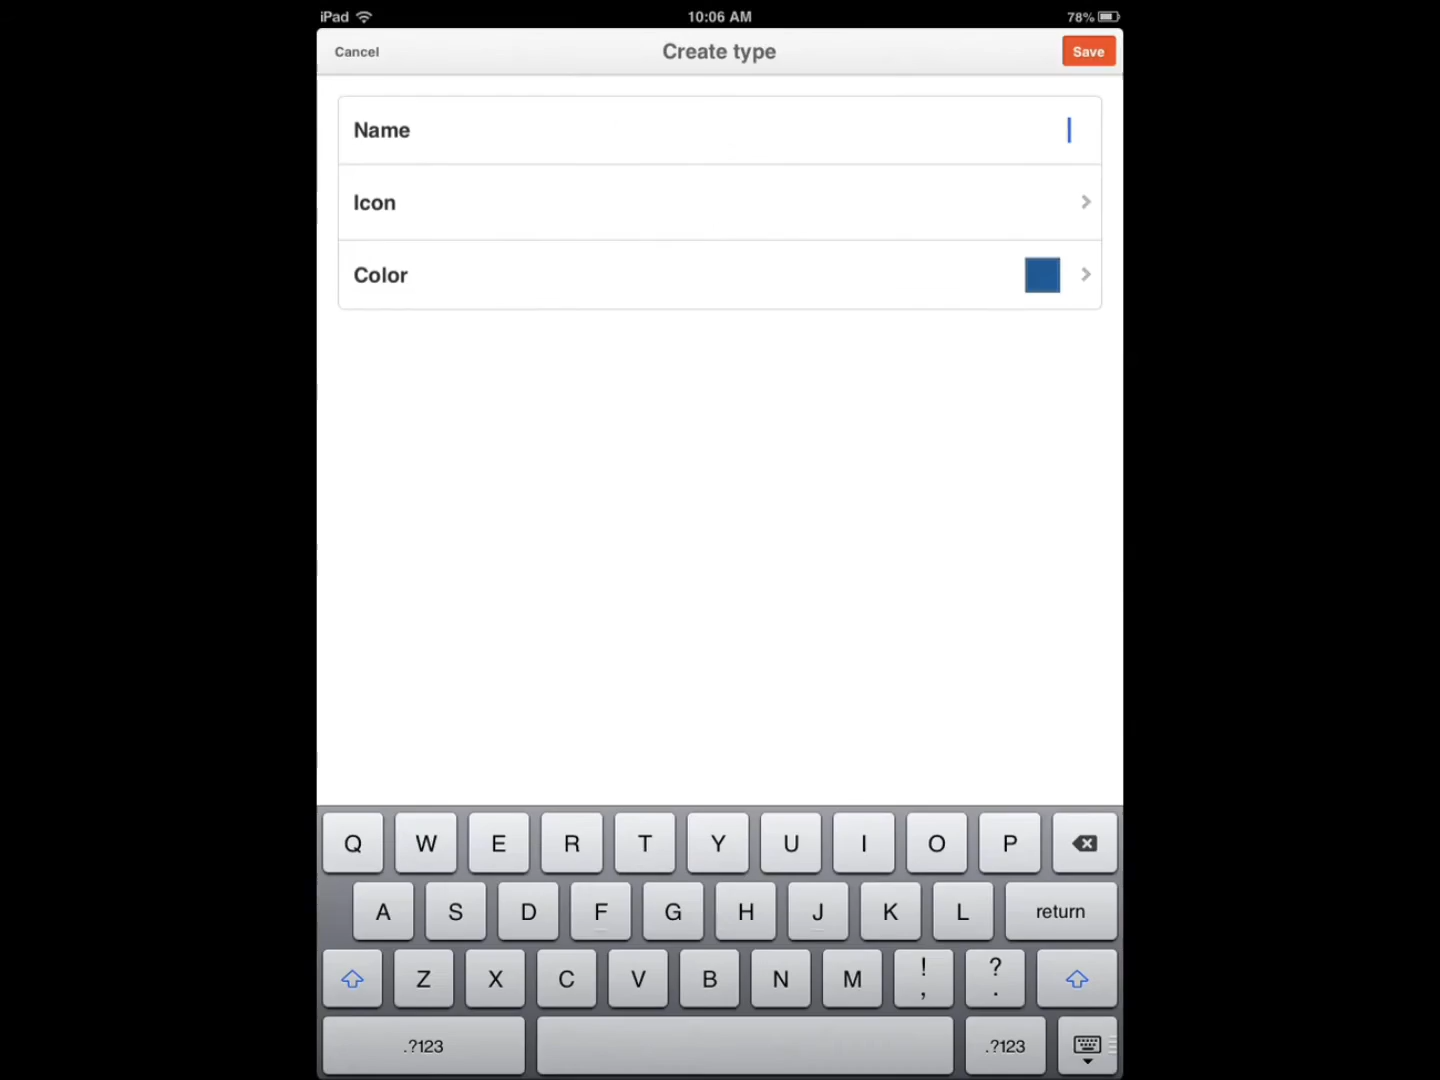 iPad 10:06 AM 78%
Cancel Create type Save
Name
Icon
Color
Q W E R T Y U I O P
A S D F G H J K L return
Z X C V B N M ! , ? .
.?123 .?123